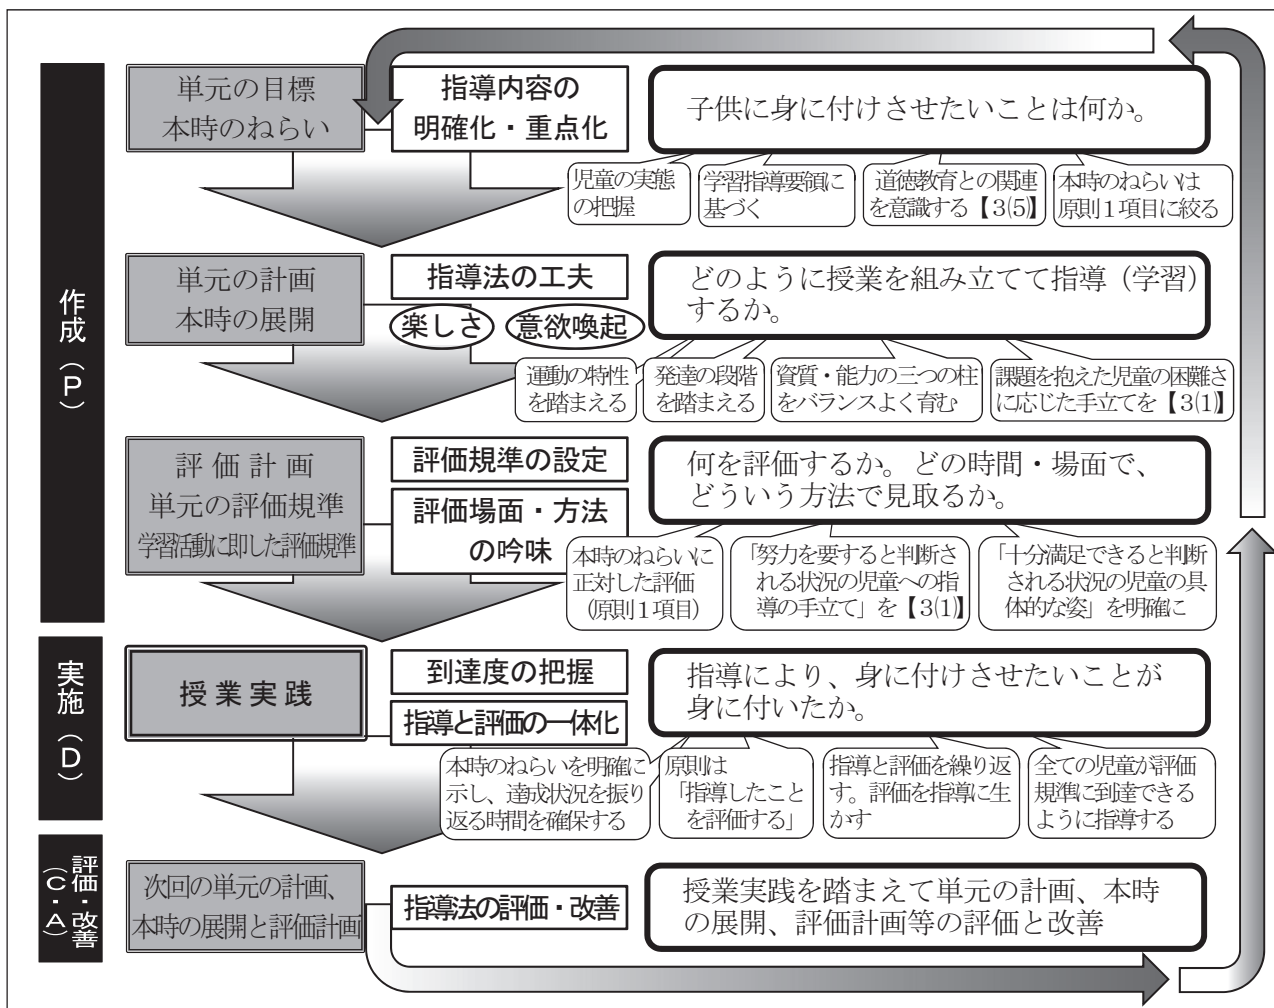 作成（P）
単元の目標
本時のねらい
指導内容の
明確化・重点化
子供に身に付けさせたいことは何か。
児童の実態
の把握
学習指導要領に
基づく
道徳教育との関連
を意識する【3(5)】
本時のねらいは
原則１項目に絞る
単元の計画
本時の展開
指導法の工夫
楽しさ
意欲喚起
どのように授業を組み立てて指導（学習）
するか。
運動の特性
を踏まえる
発達の段階
を踏まえる
資質・能力の三つの柱
をバランスよく育む
課題を抱えた児童の困難さ
に応じた手立てを【3(1)】
評価計画
単元の評価規準
学習活動に即した評価規準
評価規準の設定
評価場面・方法
の吟味
何を評価するか。どの時間・場面で、
どういう方法で見取るか。
本時のねらいに
正対した評価
（原則１項目）
「努力を要すると判断さ
れる状況の児童への指
導の手立て」を【3(1)】
「十分満足できると判断
される状況の児童の具
体的な姿」を明確に
実施（D）
授業実践
到達度の把握
指導と評価の一体化
指導により、身に付けさせたいことが
身に付いたか。
本時のねらいを明確に
示し、達成状況を振り
返る時間を確保する
原則は
「指導したこと
を評価する」
指導と評価を繰り返
す。評価を指導に生
かす
全ての児童が評価
規準に到達できる
ように指導する
評価・改善
（C・A）
次回の単元の計画、
本時の展開と評価計画
指導法の評価・改善
授業実践を踏まえて単元の計画、本時
の展開、評価計画等の評価と改善